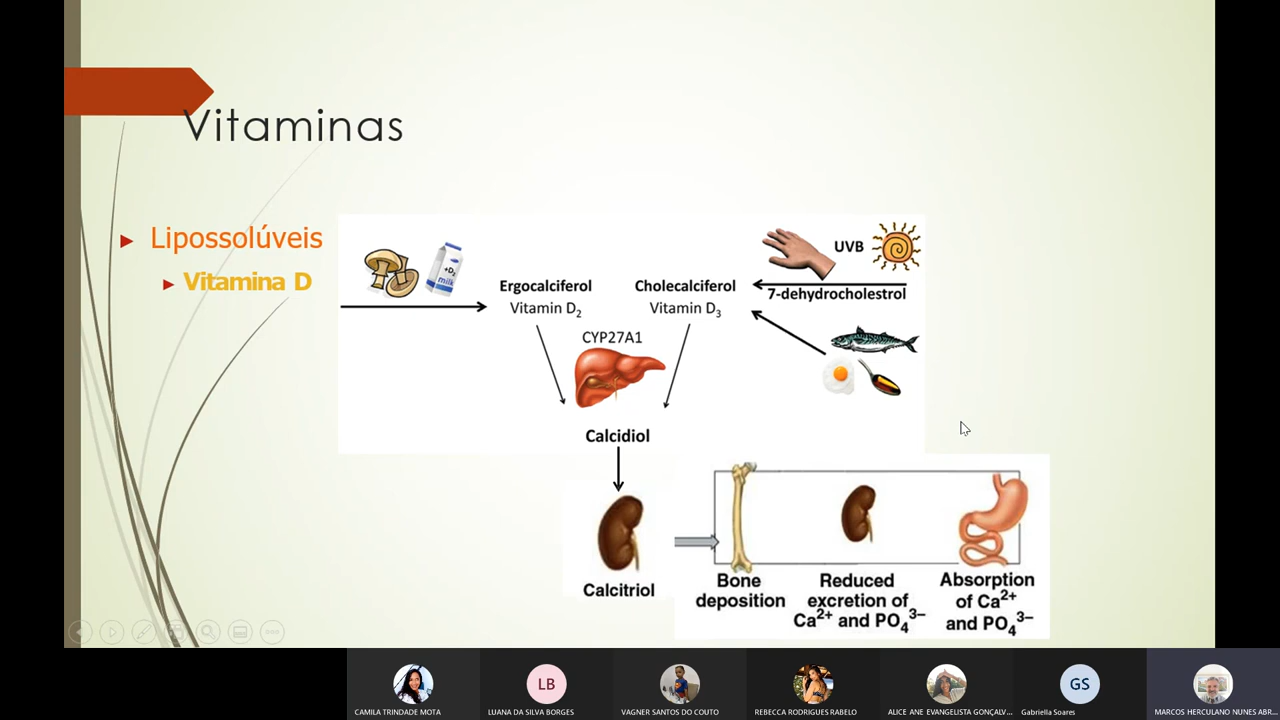 Vitaminas
Lipossolúveis
Vitamina D
+D₂
milk
Ergocalciferol
Vitamin D₂
Cholecalciferol
Vitamin D₃
UVB
7-dehydrocholestrol
CYP27A1
Calcidiol
Calcitriol
Bone
deposition
Reduced
excretion of
Ca²⁺ and PO₄³⁻
Absorption
of Ca²⁺
and PO₄³⁻
LB
GS
CAMILA TRINDADE MOTA
LUANA DA SILVA BORGES
VAGNER SANTOS DO COUTO
REBECCA RODRIGUES RABELO
ALICE ANE EVANGELISTA GONÇALV...
Gabriella Soares
MARCOS HERCILANO NUNES ABR...